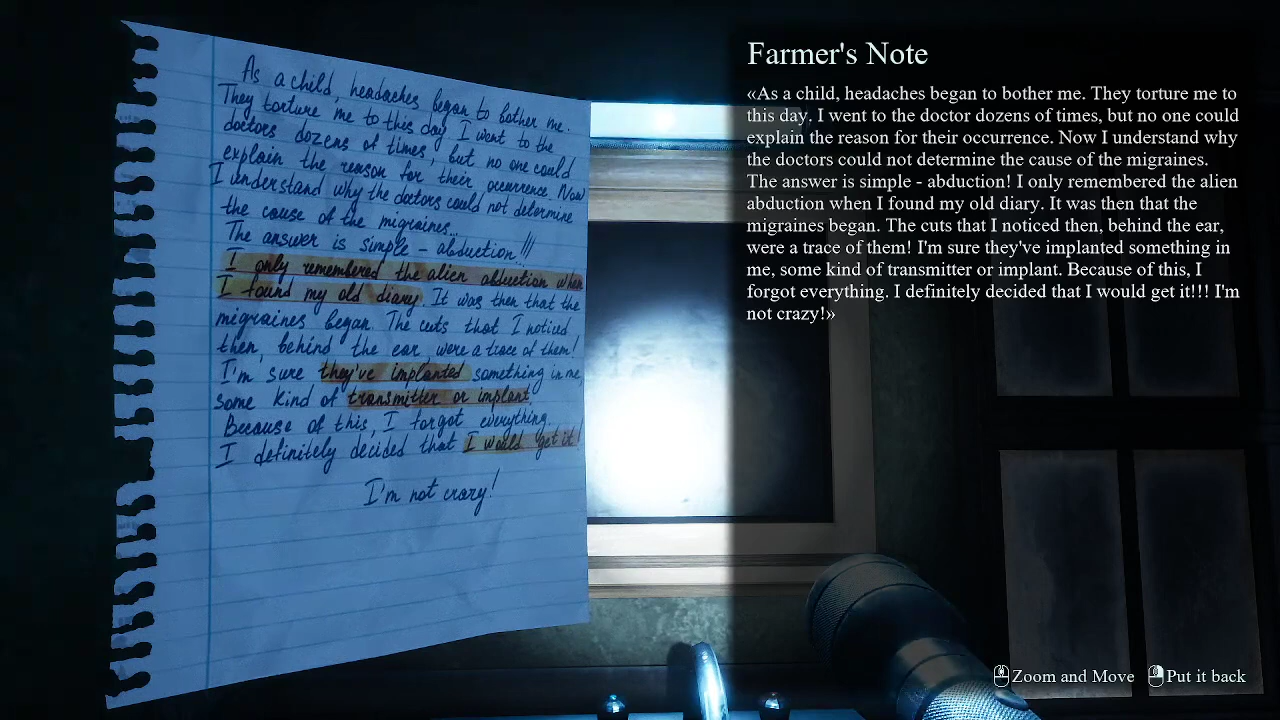 As a child, headaches began to bother me.
They torture me to this day. I went to the
doctors dozens of times, but no one could
explain the reason for their occurrence. Now
I understand why the doctors could not determine
the cause of the migraines...
The answer is simple - abduction!!!
I only remembered the alien abduction when
I found my old diary. It was then that the
migraines began. The cuts that I noticed
then, behind the ear, were a trace of them!
I'm sure they've implanted something in me,
some kind of transmitter or implant.
Because of this, I forgot everything.
I definitely decided that I would get it!
I'm not crazy!
Farmer's Note
«As a child, headaches began to bother me. They torture me to
this day. I went to the doctor dozens of times, but no one could
explain the reason for their occurrence. Now I understand why
the doctors could not determine the cause of the migraines.
The answer is simple - abduction! I only remembered the alien
abduction when I found my old diary. It was then that the
migraines began. The cuts that I noticed then, behind the ear,
were a trace of them! I'm sure they've implanted something in
me, some kind of transmitter or implant. Because of this, I
forgot everything. I definitely decided that I would get it!!! I'm
not crazy!»
Zoom and Move
Put it back